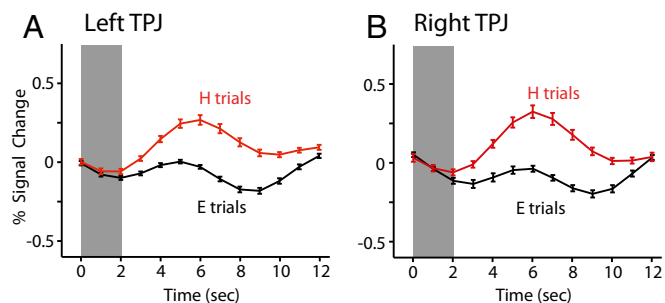 A Left TPJ
0.5
0
-0.5
% Signal Change
H trials
E trials
0 2 4 6 8 10 12
Time (sec)
B Right TPJ
0.5
0
-0.5
H trials
E trials
0 2 4 6 8 10 12
Time (sec)